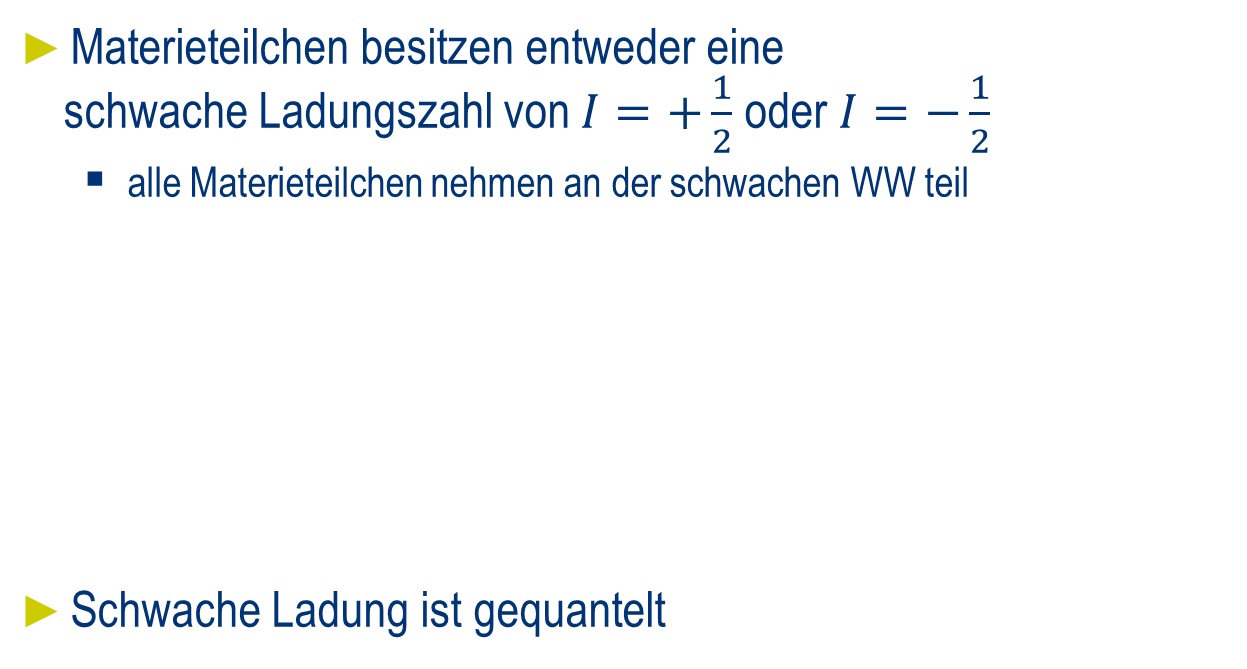 ► Materieteilchen besitzen entweder eine
schwache Ladungszahl von 𝐼 = +1/2 oder 𝐼 = −1/2
▪ alle Materieteilchen nehmen an der schwachen WW teil
► Schwache Ladung ist gequantelt